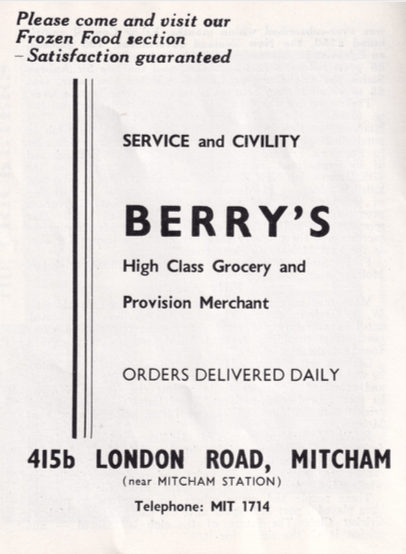 Please come and visit our
Frozen Food section
– Satisfaction guaranteed
SERVICE and CIVILITY
BERRY'S
High Class Grocery and
Provision Merchant
ORDERS DELIVERED DAILY
415b LONDON ROAD, MITCHAM
(near MITCHAM STATION)
Telephone: MIT 1714